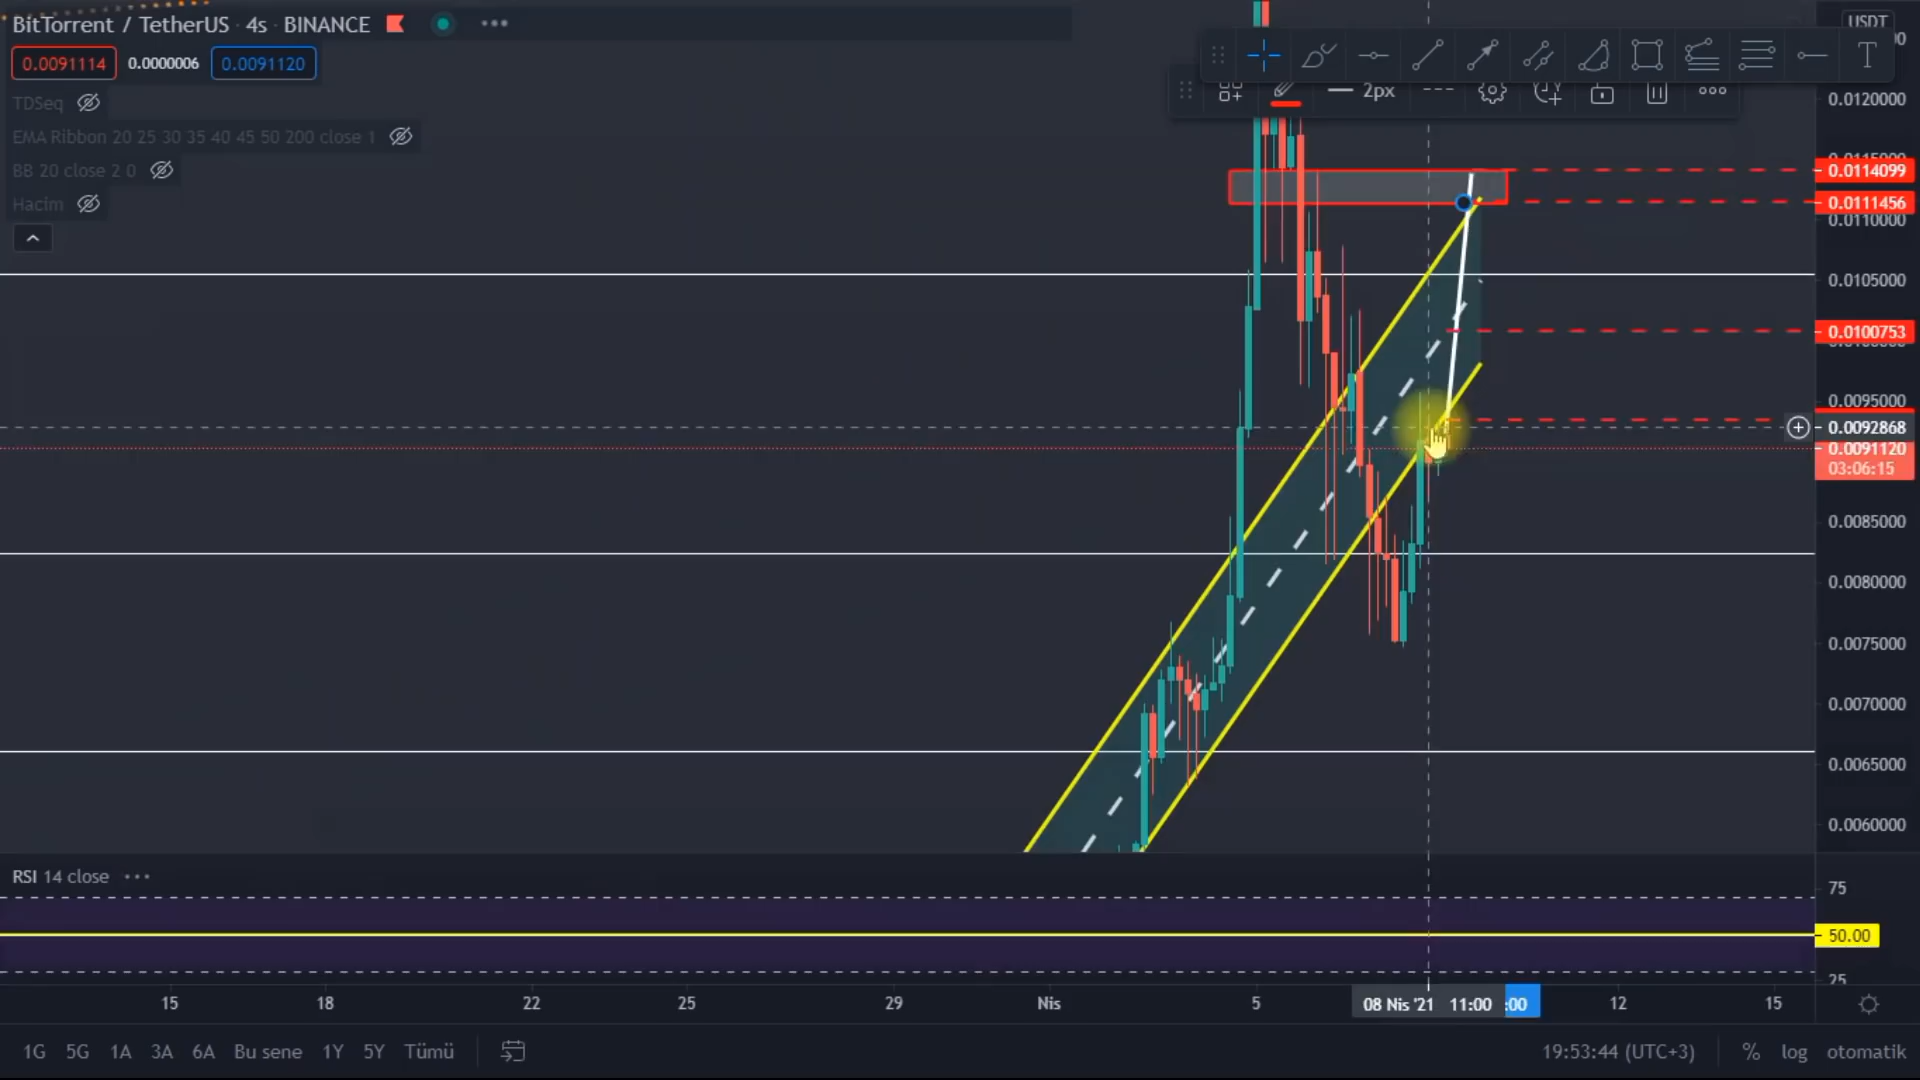 BitTorrent / TetherUS · 4s · BINANCE
USDT
0.0091114 0.0000006 0.0091120
TDSeq
EMA Ribbon 20 25 30 35 40 45 50 200 close 1
BB 20 close 2 0
Hacim
T
2px
0.0120000
0.0114099
0.0111456
0.0110000
0.0105000
0.0100753
0.0095000
0.0092868
0.0091120
03:06:15
0.0085000
0.0080000
0.0075000
0.0070000
0.0065000
0.0060000
RSI 14 close
75
50.00
25
15 18 22 25 29 Nis 5 08 Nis '21 11:00 :00 12 15
1G 5G 1A 3A 6A Bu sene 1Y 5Y Tümü 19:53:44 (UTC+3) % log otomatik